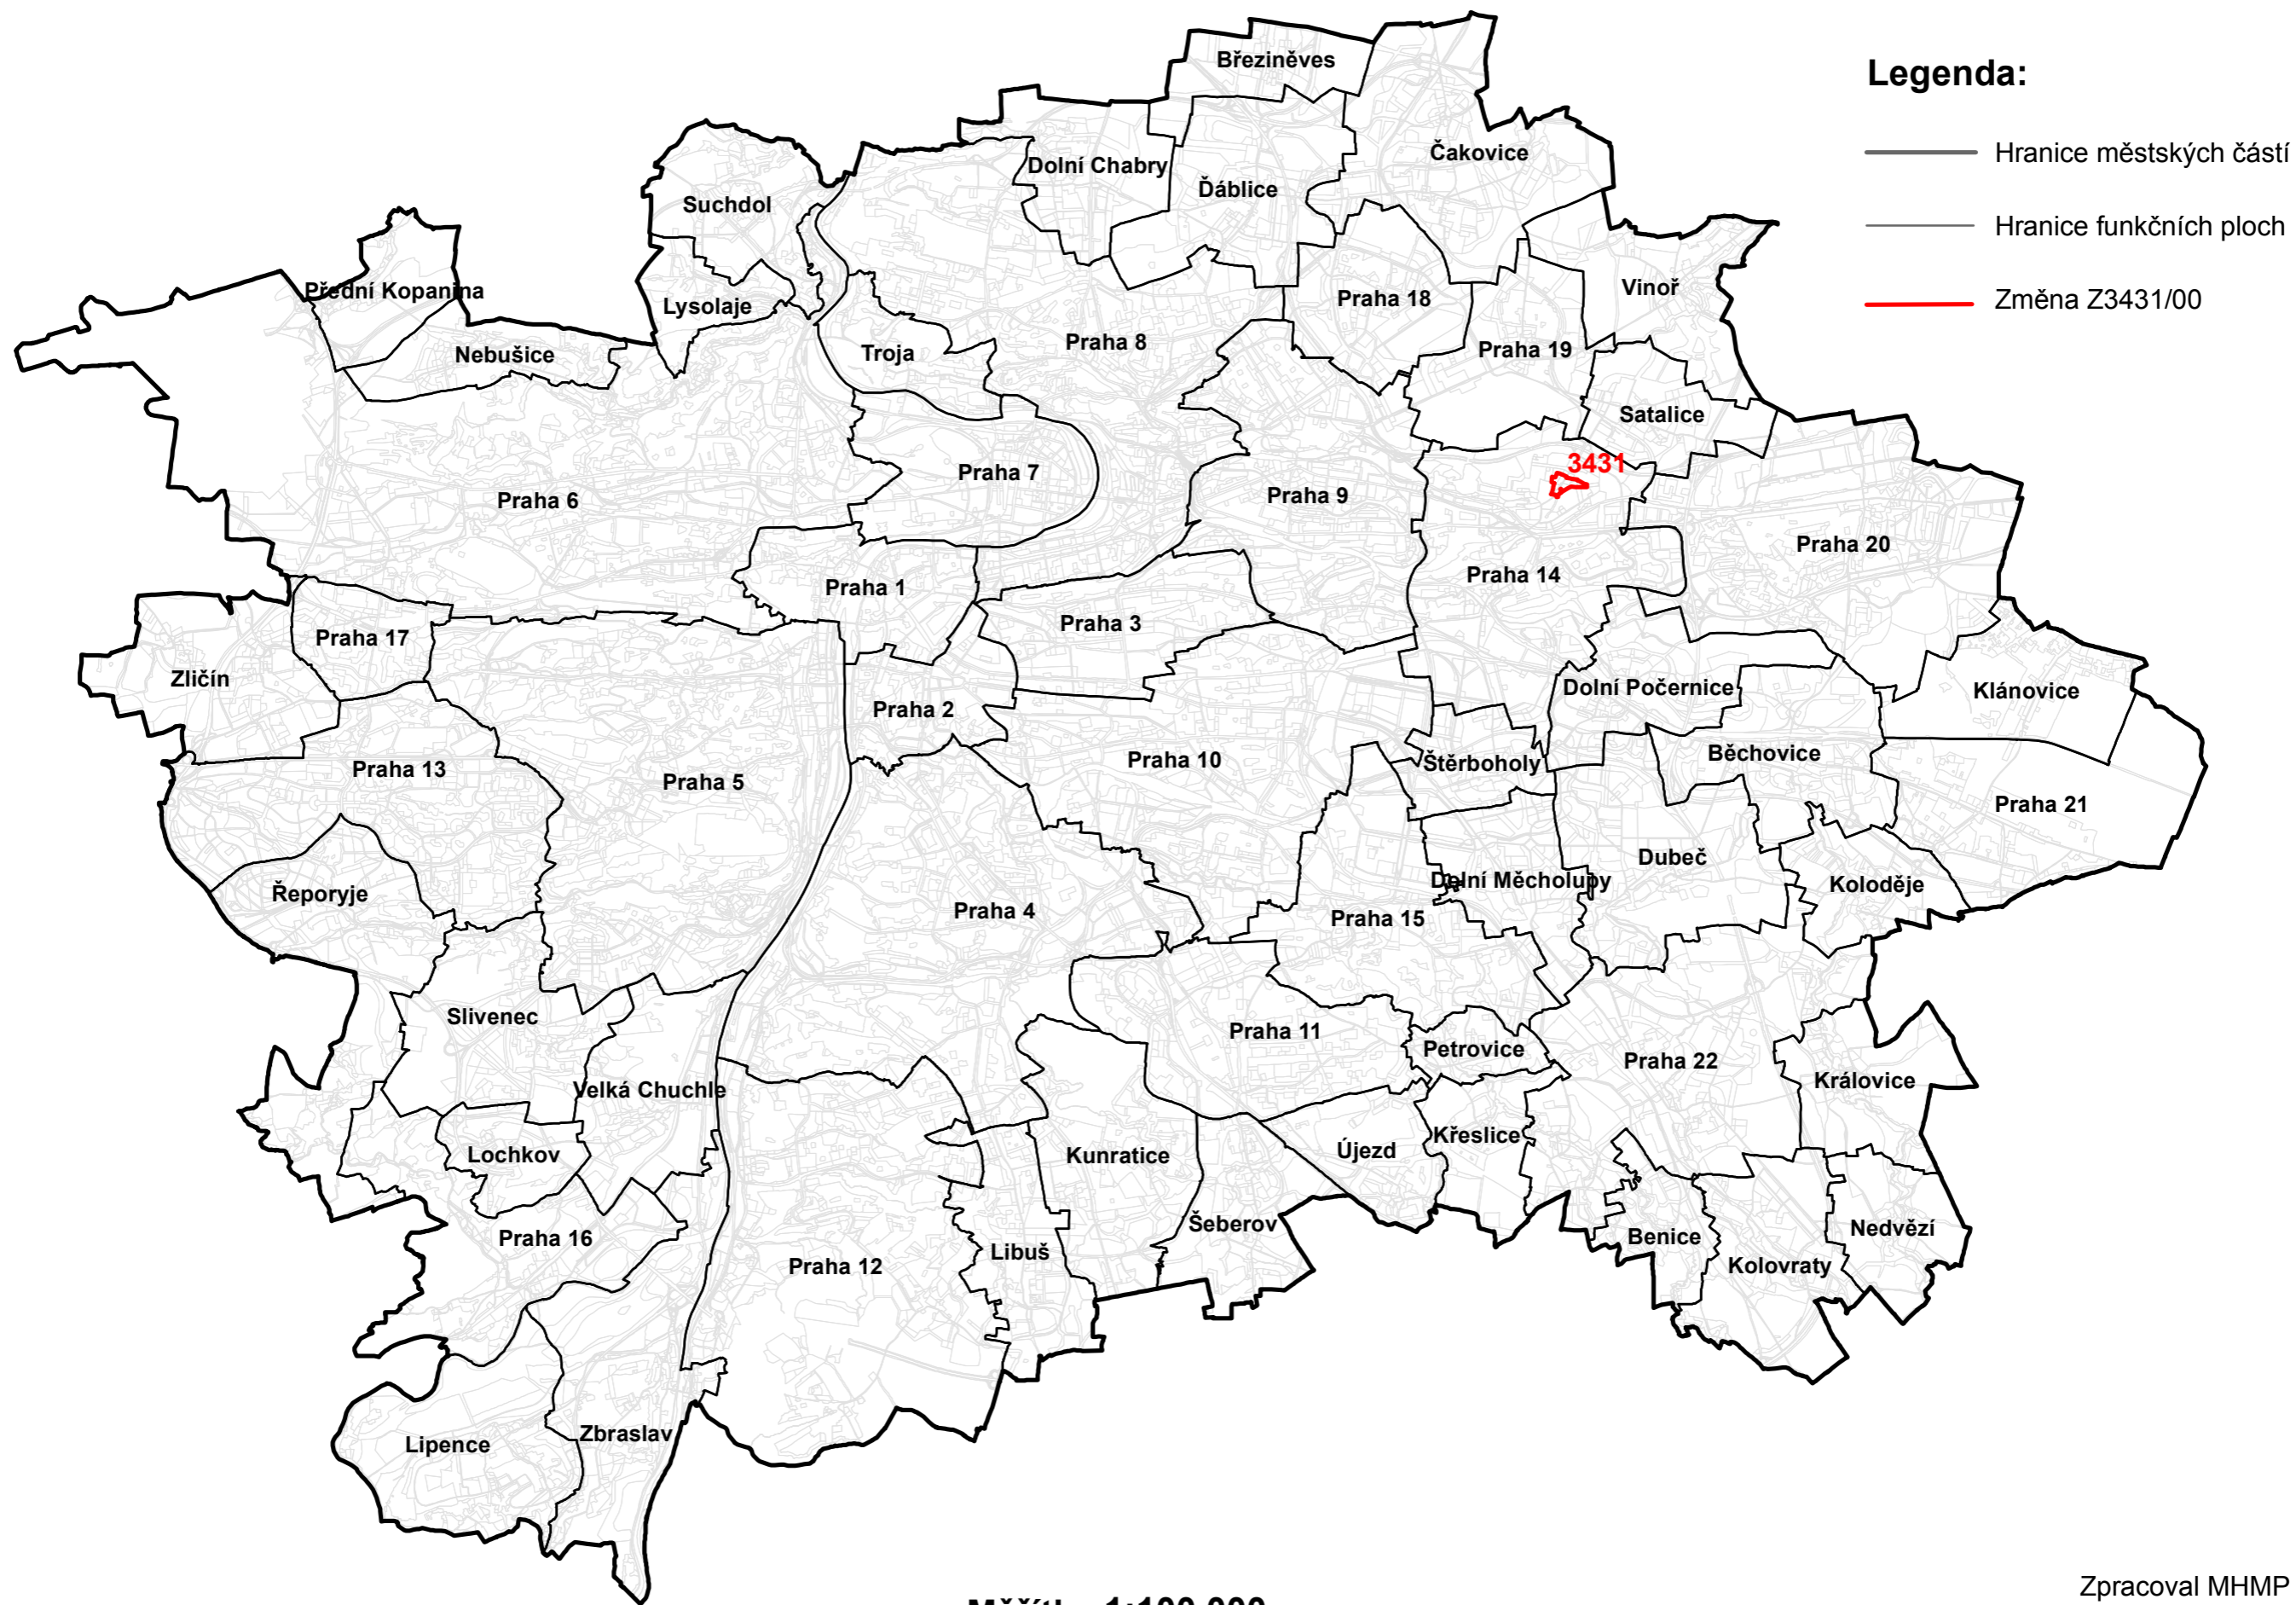 Legenda:
Hranice městských částí
Hranice funkčních ploch
Změna Z3431/00
Březiněves
Čakovice
Dolní Chabry
Ďáblice
Suchdol
Přední Kopanina
Lysolaje
Vinoř
Praha 18
Nebušice
Troja
Praha 8
Praha 19
Satalice
3431
Praha 7
Praha 9
Praha 6
Praha 20
Praha 14
Praha 1
Praha 3
Praha 17
Zličín
Dolní Počernice
Klánovice
Praha 2
Běchovice
Štěrboholy
Praha 10
Praha 13
Praha 5
Praha 21
Dubeč
Dolní Měcholupy
Koloděje
Řeporyje
Praha 4
Praha 15
Slivenec
Praha 11
Petrovice
Praha 22
Královice
Velká Chuchle
Křeslice
Újezd
Lochkov
Kunratice
Šeberov
Nedvězí
Praha 16
Benice
Libuš
Praha 12
Kolovraty
Zbraslav
Lipence
Zpracoval MHMP
1:100 000